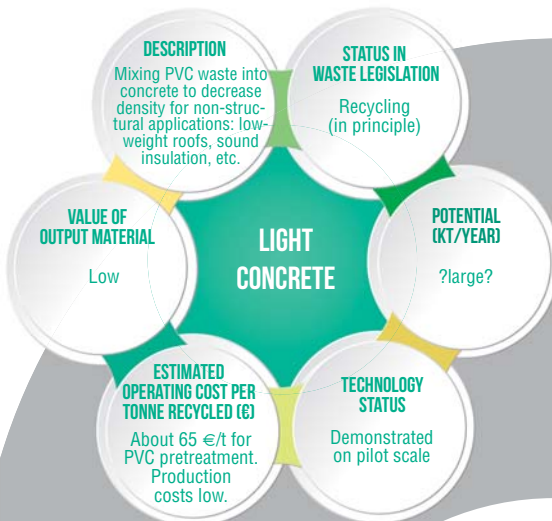 DESCRIPTION
Mixing PVC waste into
concrete to decrease
density for non-struc-
tural applications: low-
weight roofs, sound
insulation, etc.
STATUS IN
WASTE LEGISLATION
Recycling
(in principle)
VALUE OF
OUTPUT MATERIAL
Low
LIGHT
CONCRETE
POTENTIAL
(KT/YEAR)
?large?
ESTIMATED
OPERATING COST PER
TONNE RECYCLED (€)
About 65 €/t for
PVC pretreatment.
Production
costs low.
TECHNOLOGY
STATUS
Demonstrated
on pilot scale